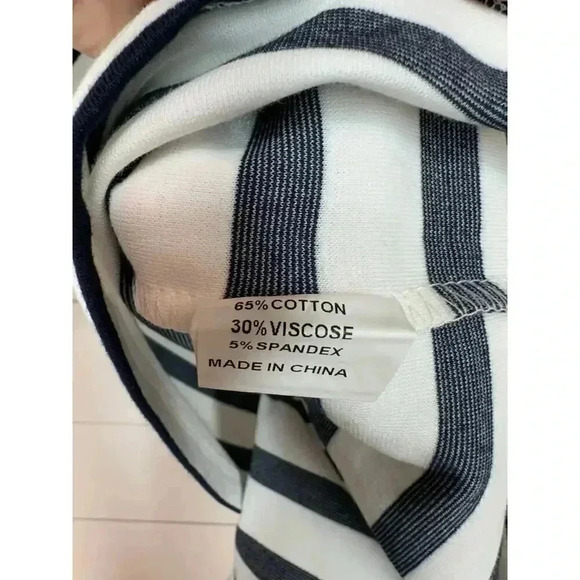 65% COTTON
30% VISCOSE
5% SPANDEX
MADE IN CHINA